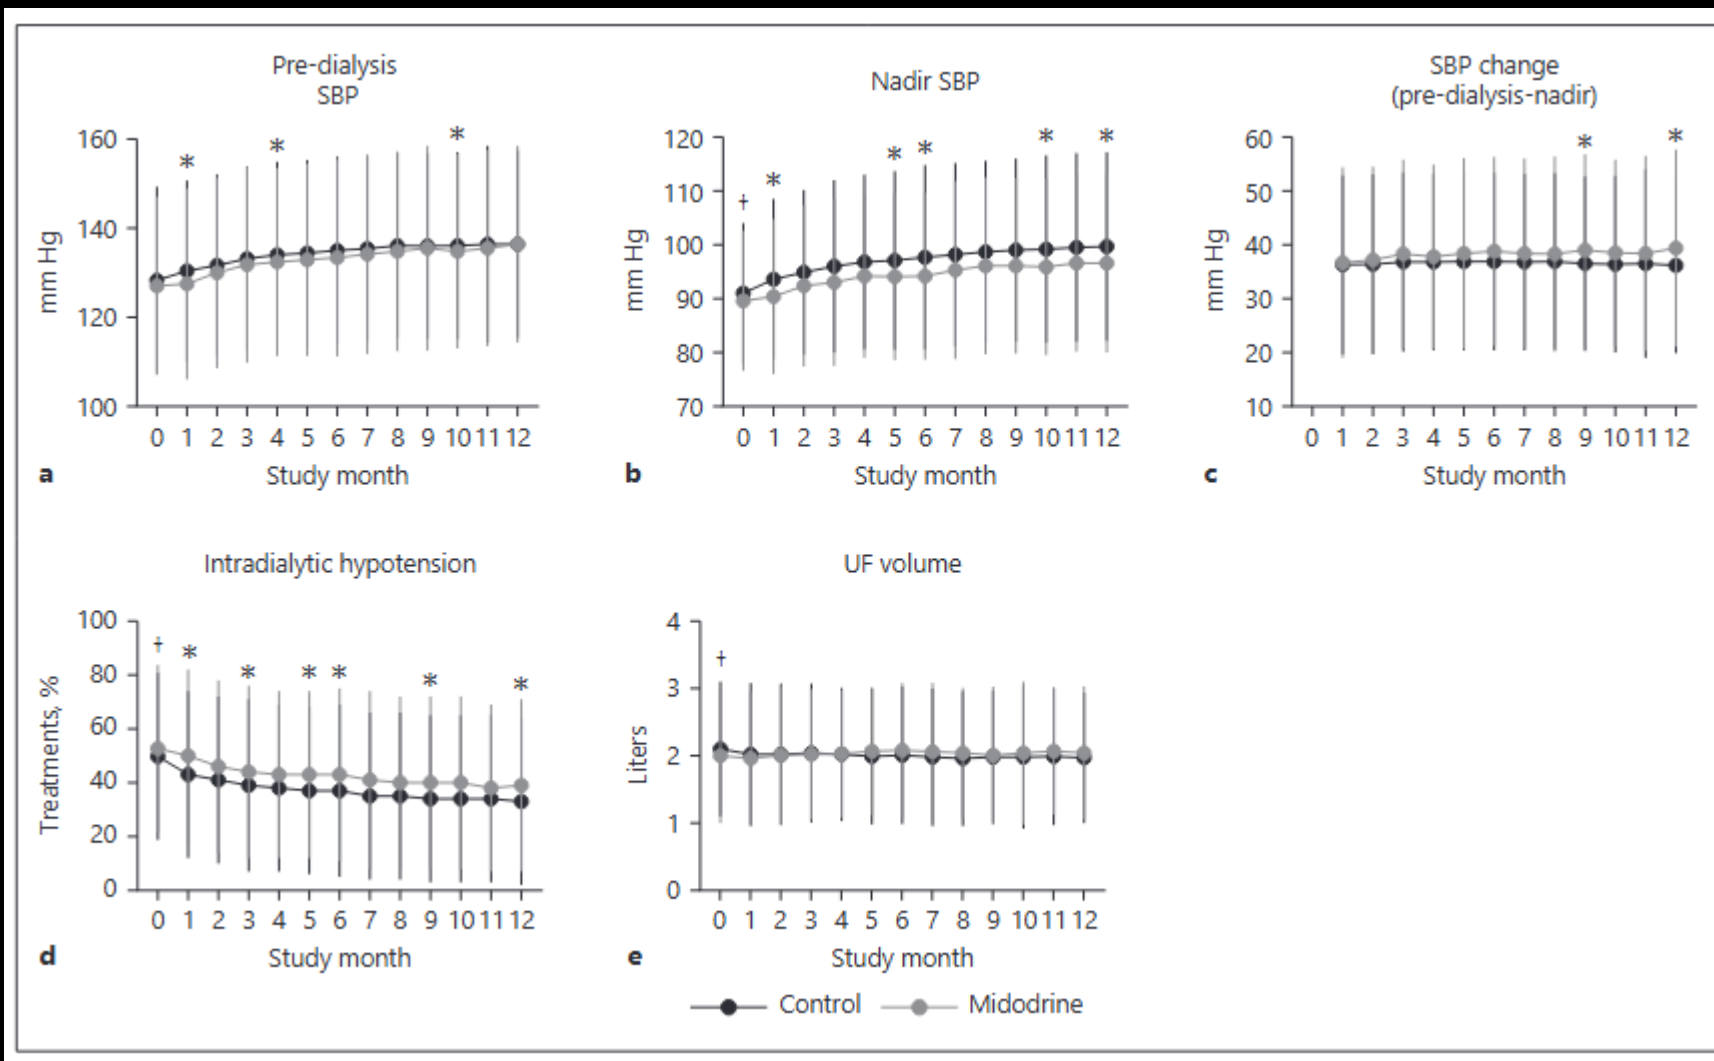 Pre-dialysis
SBP
160
140
120
100
mm Hg
* * *
0 1 2 3 4 5 6 7 8 9 10 11 12
Study month
a
Nadir SBP
120
110
100
90
80
70
mm Hg
† * * * * *
0 1 2 3 4 5 6 7 8 9 10 11 12
Study month
b
SBP change
(pre-dialysis-nadir)
60
50
40
30
20
10
mm Hg
* *
0 1 2 3 4 5 6 7 8 9 10 11 12
Study month
c
Intradialytic hypotension
100
80
60
40
20
0
Treatments, %
† * * * * * *
0 1 2 3 4 5 6 7 8 9 10 11 12
Study month
d
UF volume
4
3
2
1
0
Liters
†
0 1 2 3 4 5 6 7 8 9 10 11 12
Study month
e
Control Midodrine